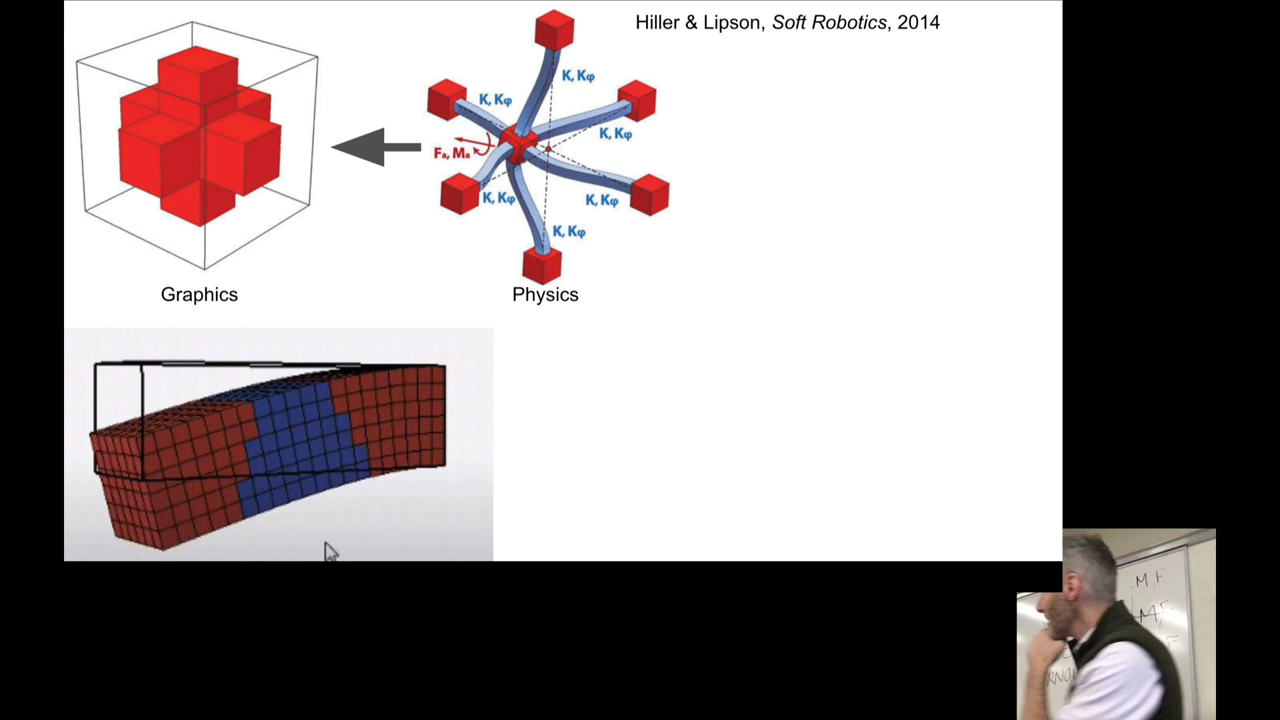 Hiller & Lipson, Soft Robotics, 2014
K, Kφ
K, Kφ
K, Kφ
Fₐ, Mₐ
K, Kφ
K, Kφ
K, Kφ
Graphics
Physics
M, F
M, F
F